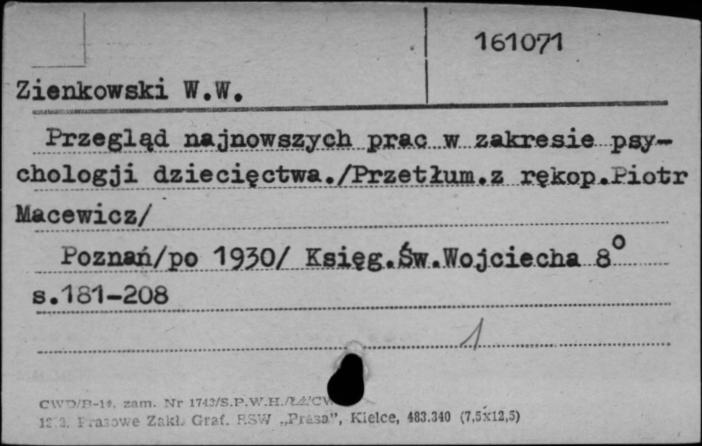 161071
Zienkowski W.W.
Przegląd najnowszych prac w zakresie psy-
chologji dziecięctwa./Przetłum.z rękop.Piotr
Macewicz/
Poznań/po 1930/ Księg.Św.Wojciecha 8°
s.181-208
1
CWD/B-1 zam. Nr S.P.W.H.
Prasowe Zakł. Graf. RSW „Prasa", Kielce, 483.340 (7,5x12,5)